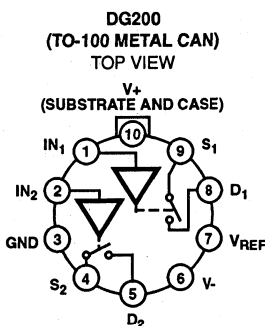 DG200
(TO-100 METAL CAN)
TOP VIEW
V+
(SUBSTRATE AND CASE)
10
IN1
1
9
S1
IN2
2
8
D1
GND
3
7
VREF
4
S2
5
D2
6
V-